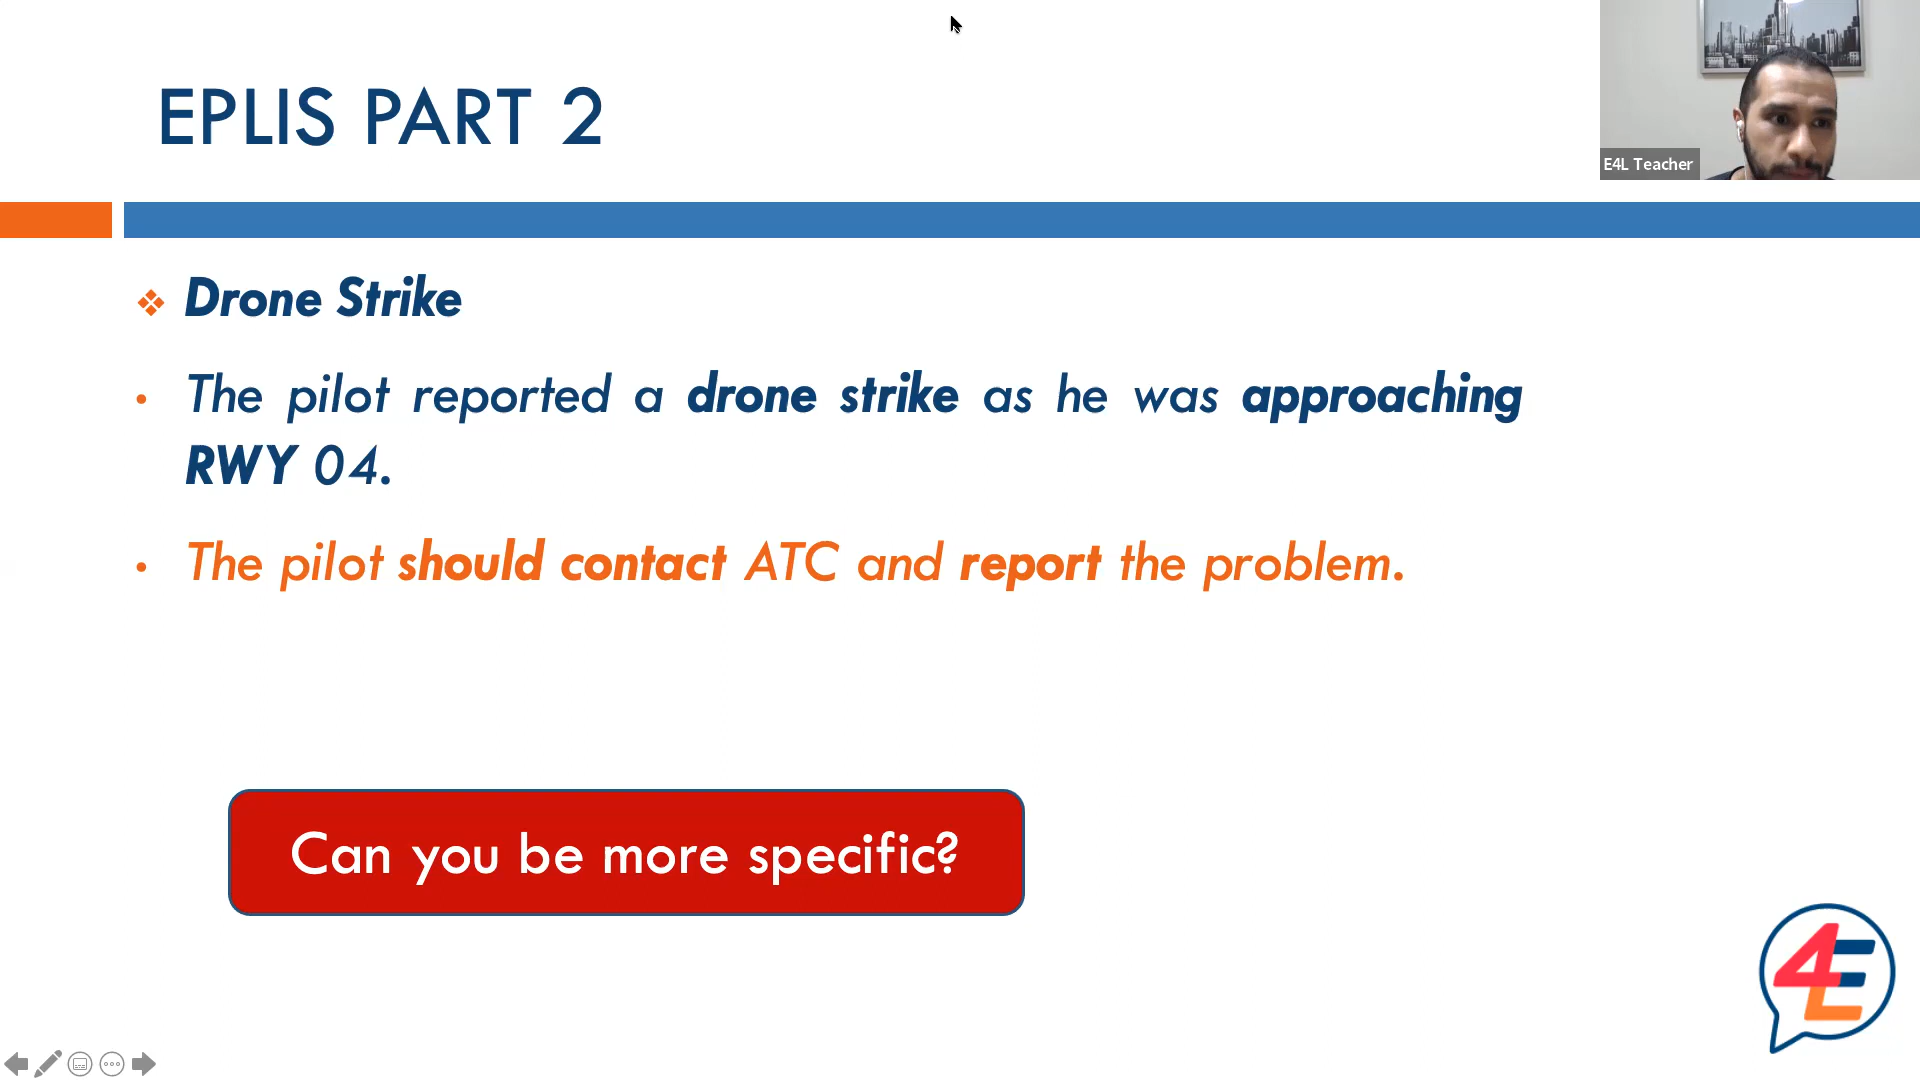 EPLIS PART 2
E4L Teacher
Drone Strike
The pilot reported a drone strike as he was approaching
RWY 04.
The pilot should contact ATC and report the problem.
Can you be more specific?
4E